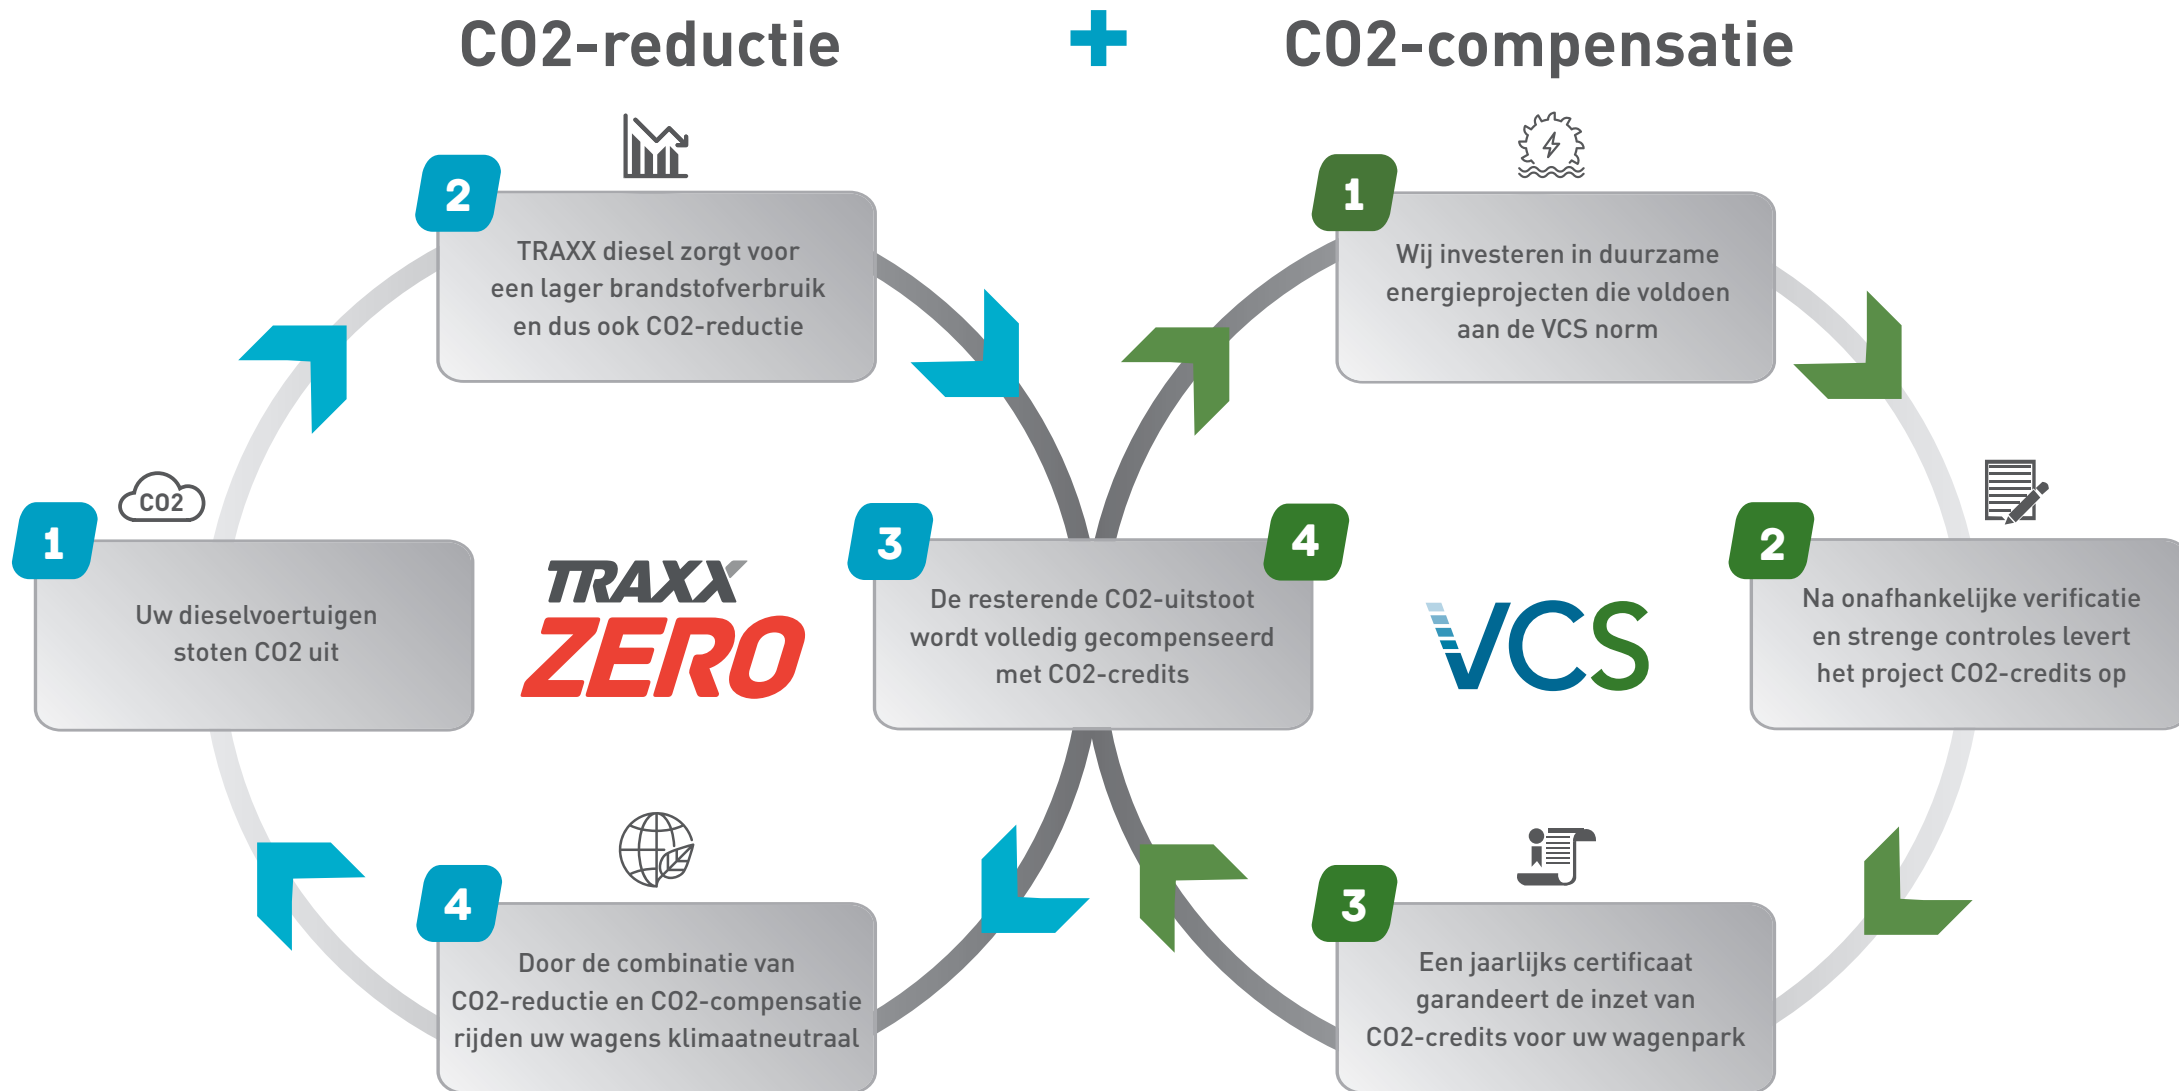 CO2-reductie
+
CO2-compensatie
2
TRAXX diesel zorgt voor
een lager brandstofverbruik
en dus ook CO2-reductie
1
Wij investeren in duurzame
energieprojecten die voldoen
aan de VCS norm
CO2
1
Uw dieselvoertuigen
stoten CO2 uit
TRAXX
ZERO
3
4
De resterende CO2-uitstoot
wordt volledig gecompenseerd
met CO2-credits
VCS
2
Na onafhankelijke verificatie
en strenge controles levert
het project CO2-credits op
4
Door de combinatie van
CO2-reductie en CO2-compensatie
rijden uw wagens klimaatneutraal
3
Een jaarlijks certificaat
garandeert de inzet van
CO2-credits voor uw wagenpark